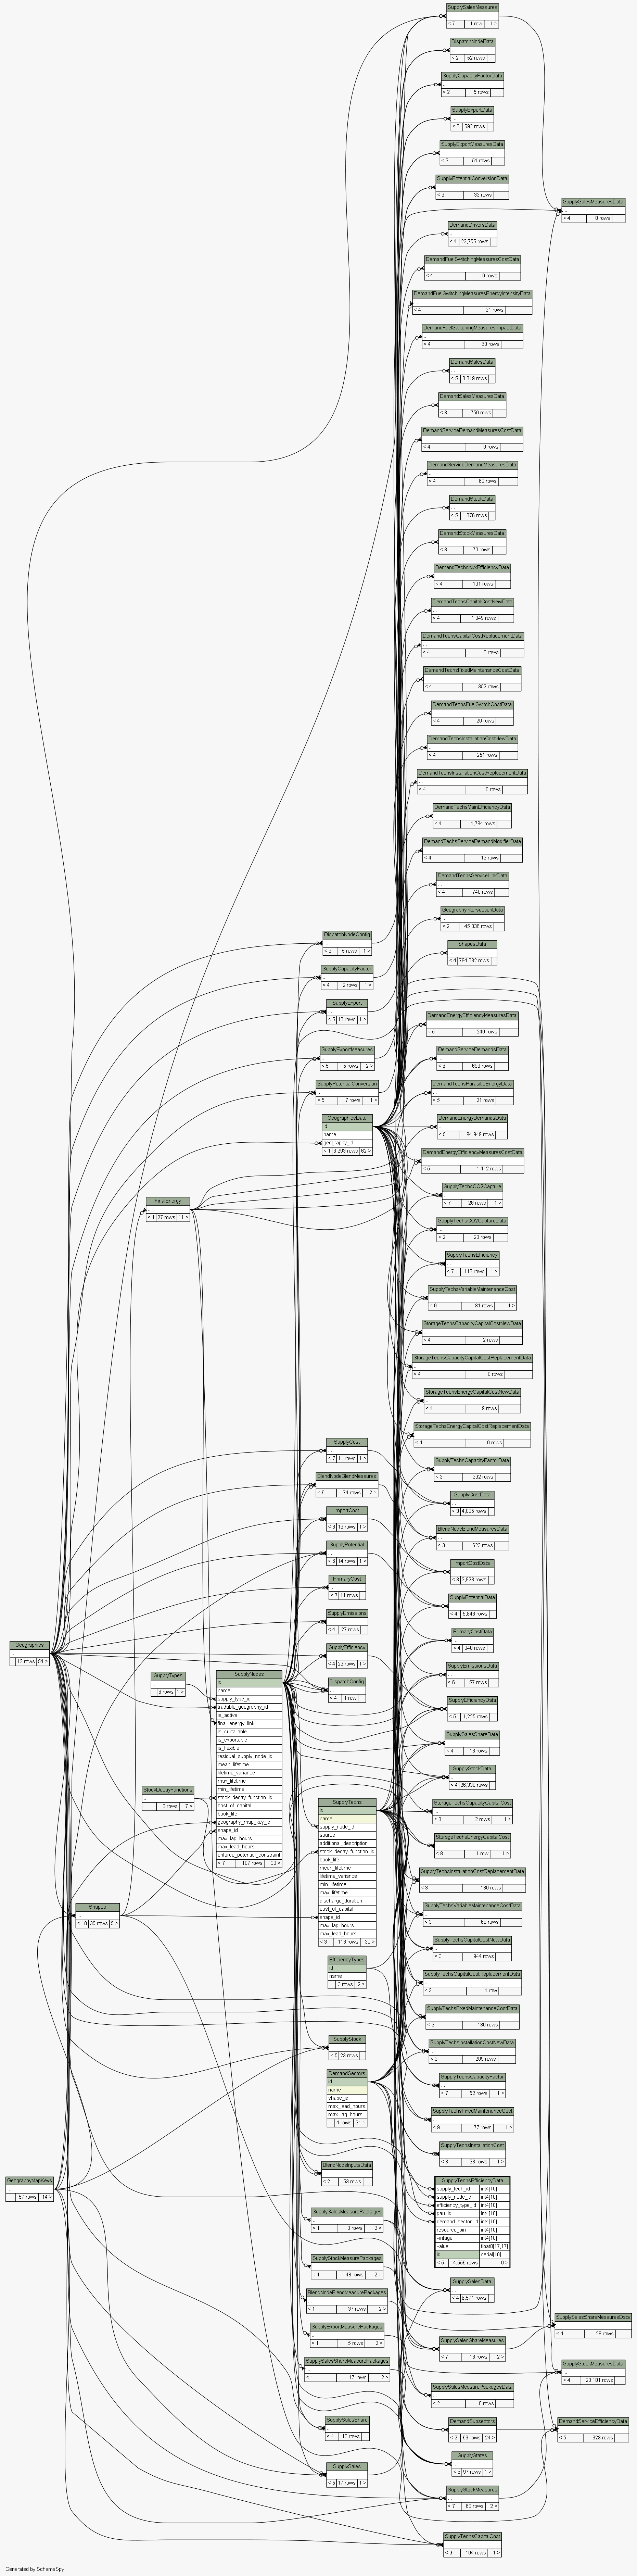 SupplySalesMeasures
...
< 7 1 row 1 >
DispatchNodeData
...
< 2 52 rows
SupplyCapacityFactorData
...
< 2 5 rows
SupplyExportData
...
< 3 592 rows
SupplyExportMeasuresData
...
< 3 51 rows
SupplyPotentialConversionData
...
< 3 33 rows
SupplySalesMeasuresData
...
< 4 0 rows
DemandDriversData
...
< 4 22,755 rows
DemandFuelSwitchingMeasuresCostData
...
< 4 6 rows
DemandFuelSwitchingMeasuresEnergyIntensityData
...
< 4 31 rows
DemandFuelSwitchingMeasuresImpactData
...
< 4 63 rows
DemandSalesData
...
< 5 3,319 rows
DemandSalesMeasuresData
...
< 3 760 rows
DemandServiceDemandMeasuresCostData
...
< 4 0 rows
DemandServiceDemandMeasuresData
...
< 4 60 rows
DemandStockData
...
< 5 1,876 rows
DemandStockMeasuresData
...
< 3 70 rows
DemandTechsAuxEfficiencyData
...
< 4 101 rows
DemandTechsCapitalCostNewData
...
< 4 1,349 rows
DemandTechsCapitalCostReplacementData
...
< 4 0 rows
DemandTechsFixedMaintenanceCostData
...
< 4 352 rows
DemandTechsFuelSwitchCostData
...
< 4 20 rows
DemandTechsInstallationCostNewData
...
< 4 251 rows
DemandTechsInstallationCostReplacementData
...
< 4 0 rows
DemandTechsMainEfficiencyData
...
< 4 1,794 rows
DemandTechsServiceDemandModifierData
...
< 4 19 rows
DemandTechsServiceLinkData
...
< 4 740 rows
GeographyIntersectionData
...
< 2 45,036 rows
DispatchNodeConfig
...
< 3 5 rows 1 >
ShapesData
...
< 4 794,032 rows
SupplyCapacityFactor
...
< 4 2 rows 1 >
SupplyExport
...
< 5 10 rows 1 >
DemandEnergyEfficiencyMeasuresData
...
< 5 240 rows
SupplyExportMeasures
...
< 5 5 rows 2 >
DemandServiceDemandsData
...
< 6 693 rows
SupplyPotentialConversion
...
< 5 7 rows 1 >
DemandTechsParasiticEnergyData
...
< 5 21 rows
GeographiesData
id
name
geography_id
< 1 3,293 rows 62 >
DemandEnergyDemandsData
...
< 5 94,949 rows
DemandEnergyEfficiencyMeasuresCostData
...
< 5 1,412 rows
FinalEnergy
...
< 1 27 rows 11 >
SupplyTechsCO2Capture
...
< 7 28 rows 1 >
SupplyTechsCO2CaptureData
...
< 2 28 rows
SupplyTechsEfficiency
...
< 7 113 rows 1 >
SupplyTechsVariableMaintenanceCost
...
< 9 81 rows 1 >
StorageTechsCapacityCapitalCostNewData
...
< 4 2 rows
StorageTechsCapacityCapitalCostReplacementData
...
< 4 0 rows
StorageTechsEnergyCapitalCostNewData
...
< 4 9 rows
StorageTechsEnergyCapitalCostReplacementData
...
< 4 0 rows
SupplyCost
...
< 7 11 rows 1 >
SupplyTechsCapacityFactorData
...
< 3 392 rows
BlendNodeBlendMeasures
...
< 6 74 rows 2 >
SupplyCostData
...
< 3 4,035 rows
ImportCost
...
< 6 13 rows 1 >
BlendNodeBlendMeasuresData
...
< 3 623 rows
SupplyPotential
...
< 6 14 rows 1 >
ImportCostData
...
< 3 2,823 rows
PrimaryCost
...
< 7 11 rows
SupplyPotentialData
...
< 4 5,846 rows
SupplyEmissions
...
< 4 27 rows
PrimaryCostData
...
< 4 848 rows
Geographies
...
12 rows 54 >
SupplyEfficiency
...
< 4 29 rows 1 >
SupplyEmissionsData
...
< 6 57 rows
SupplyTypes
...
6 rows 1 >
SupplyNodes
id
name
supply_type_id
tradable_geography_id
is_active
final_energy_link
is_curtailable
is_exportable
is_flexible
residual_supply_node_id
mean_lifetime
lifetime_variance
max_lifetime
min_lifetime
stock_decay_function_id
cost_of_capital
book_life
geography_map_key_id
shape_id
max_lag_hours
max_lead_hours
enforce_potential_constraint
< 7 107 rows 38 >
DispatchConfig
...
< 4 1 row
SupplyEfficiencyData
...
< 5 1,225 rows
SupplySalesShareData
...
< 4 13 rows
SupplyStockData
...
< 4 26,336 rows
StockDecayFunctions
...
3 rows 7 >
SupplyTechs
id
name
supply_node_id
source
additional_description
stock_decay_function_id
book_life
mean_lifetime
lifetime_variance
min_lifetime
max_lifetime
discharge_duration
cost_of_capital
shape_id
max_lag_hours
max_lead_hours
< 3 113 rows 30 >
StorageTechsCapacityCapitalCost
...
< 8 2 rows 1 >
StorageTechsEnergyCapitalCost
...
< 8 1 row 1 >
SupplyTechsInstallationCostReplacementData
...
< 3 180 rows
Shapes
...
< 10 35 rows 5 >
SupplyTechsVariableMaintenanceCostData
...
< 3 88 rows
SupplyTechsCapitalCostNewData
...
< 3 944 rows
EfficiencyTypes
id
name
3 rows 2 >
SupplyTechsCapitalCostReplacementData
...
< 3 1 row
SupplyTechsFixedMaintenanceCostData
...
< 3 180 rows
SupplyStock
...
< 5 23 rows
SupplyTechsInstallationCostNewData
...
< 3 209 rows
DemandSectors
id
name
shape_id
max_lead_hours
max_lag_hours
4 rows 21 >
SupplyTechsCapacityFactor
...
< 7 52 rows 1 >
SupplyTechsFixedMaintenanceCost
...
< 9 77 rows 1 >
SupplyTechsInstallationCost
...
< 8 33 rows 1 >
BlendNodeInputsData
...
< 2 53 rows
GeographyMapKeys
...
57 rows 14 >
SupplyTechsEfficiencyData
supply_tech_id int4[10]
supply_node_id int4[10]
efficiency_type_id int4[10]
gau_id int4[10]
demand_sector_id int4[10]
resource_bin int4[10]
vintage int4[10]
value float8[17,17]
id serial[10]
< 5 4,556 rows 0 >
SupplySalesMeasurePackages
...
< 1 0 rows 2 >
SupplyStockMeasurePackages
...
< 1 48 rows 2 >
SupplySalesData
...
< 4 6,571 rows
BlendNodeBlendMeasurePackages
...
< 1 37 rows 2 >
SupplySalesShareMeasuresData
...
< 4 28 rows
SupplyExportMeasurePackages
...
< 1 5 rows 2 >
SupplySalesShareMeasures
...
< 7 18 rows 2 >
SupplySalesShareMeasurePackages
...
< 1 17 rows 2 >
SupplyStockMeasuresData
...
< 4 20,101 rows
SupplySalesMeasurePackagesData
...
< 2 0 rows
SupplySalesShare
...
< 4 13 rows
DemandSubsectors
...
< 2 63 rows 24 >
DemandServiceEfficiencyData
...
< 5 323 rows
SupplySales
...
< 5 17 rows 1 >
SupplyStates
...
< 6 97 rows 1 >
SupplyStockMeasures
...
< 7 60 rows 2 >
SupplyTechsCapitalCost
...
< 9 104 rows 1 >
Generated by SchemaSpy